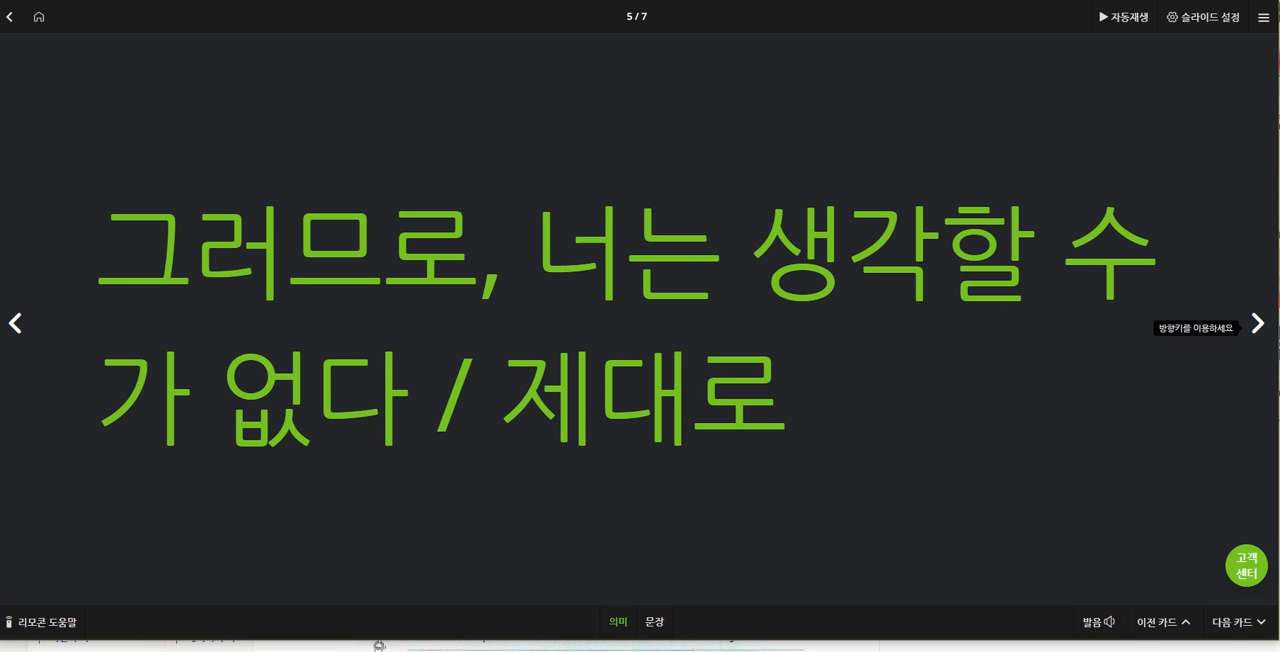 5 / 7
자동재생
슬라이드 설정
그러므로, 너는 생각할 수
가 없다 / 제대로
방향키를 이용하세요
고객
센터
리모콘 도움말
의미
문장
발음
이전 카드
다음 카드